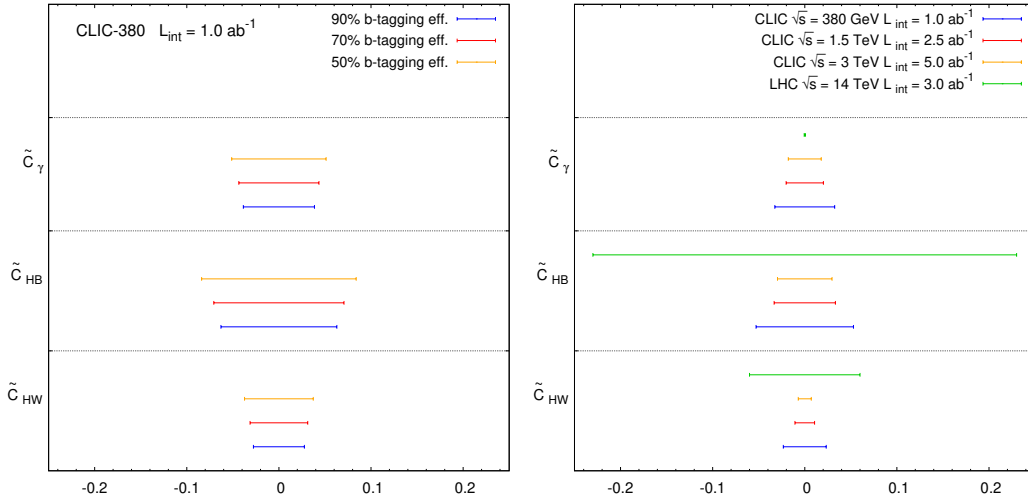 CLIC-380 L_int = 1.0 ab⁻¹
90% b-tagging eff.
70% b-tagging eff.
50% b-tagging eff.
C̃_γ
C̃_HB
C̃_HW
-0.2 -0.1 0 0.1 0.2
CLIC √s = 380 GeV L_int = 1.0 ab⁻¹
CLIC √s = 1.5 TeV L_int = 2.5 ab⁻¹
CLIC √s = 3 TeV L_int = 5.0 ab⁻¹
LHC √s = 14 TeV L_int = 3.0 ab⁻¹
C̃_γ
C̃_HB
C̃_HW
-0.2 -0.1 0 0.1 0.2